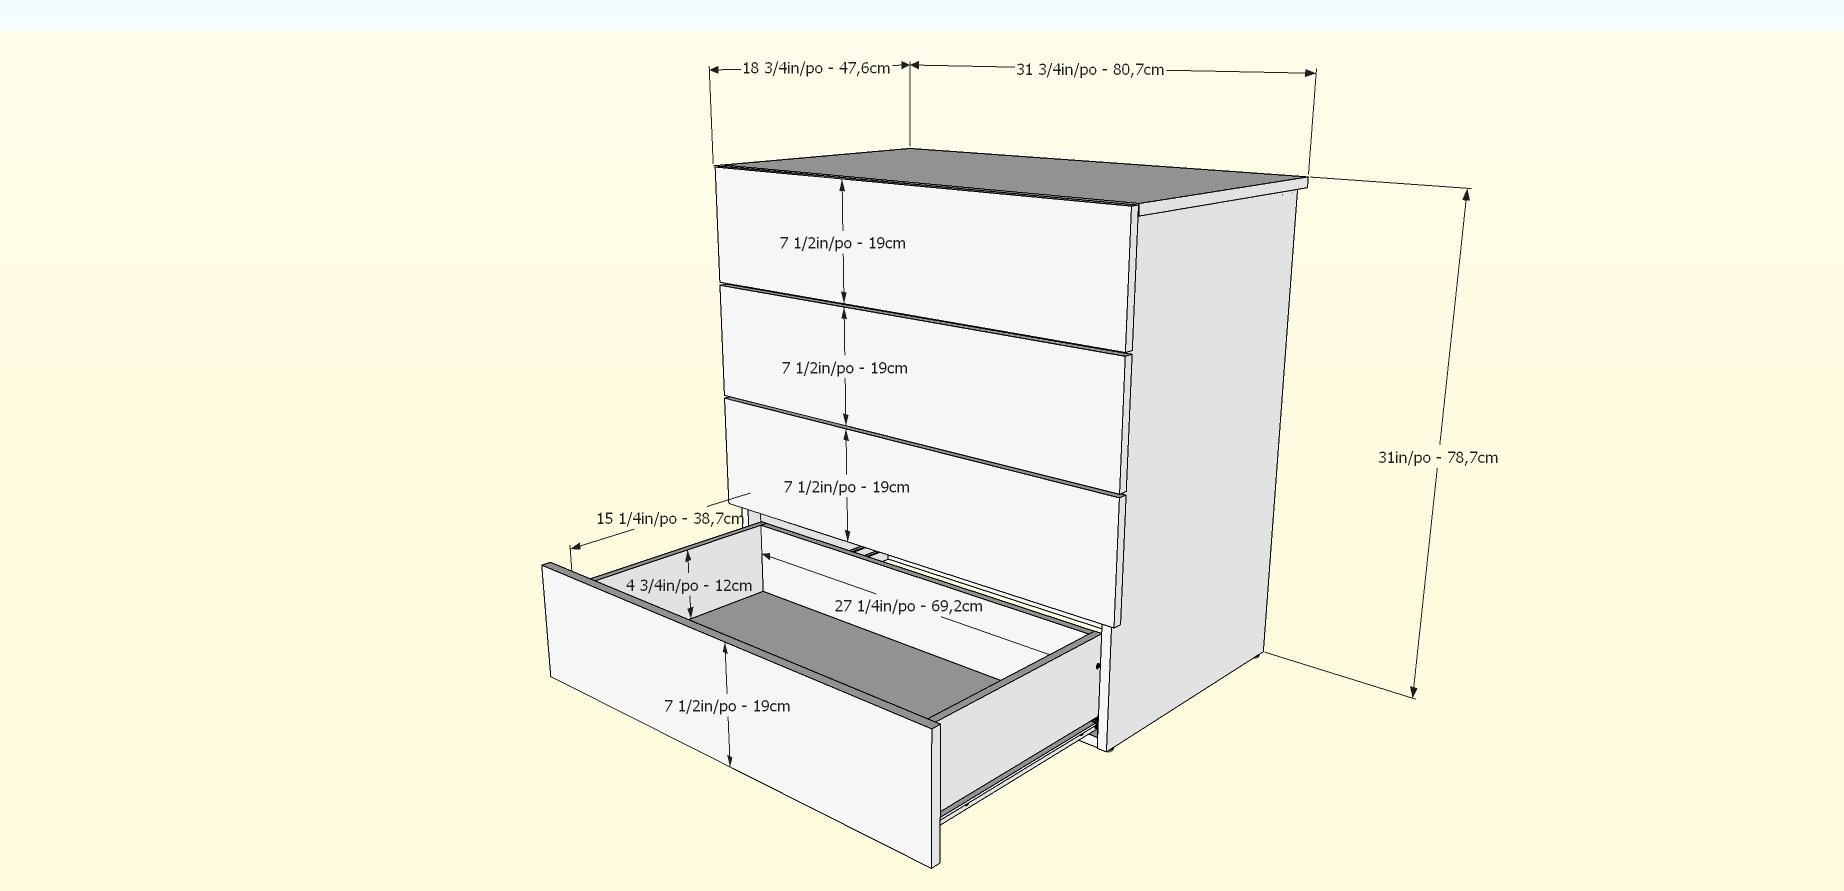 18 3/4in/po - 47,6cm
31 3/4in/po - 80,7cm
7 1/2in/po - 19cm
7 1/2in/po - 19cm
31in/po - 78,7cm
7 1/2in/po - 19cm
15 1/4in/po - 38,7cm
4 3/4in/po - 12cm
27 1/4in/po - 69,2cm
7 1/2in/po - 19cm